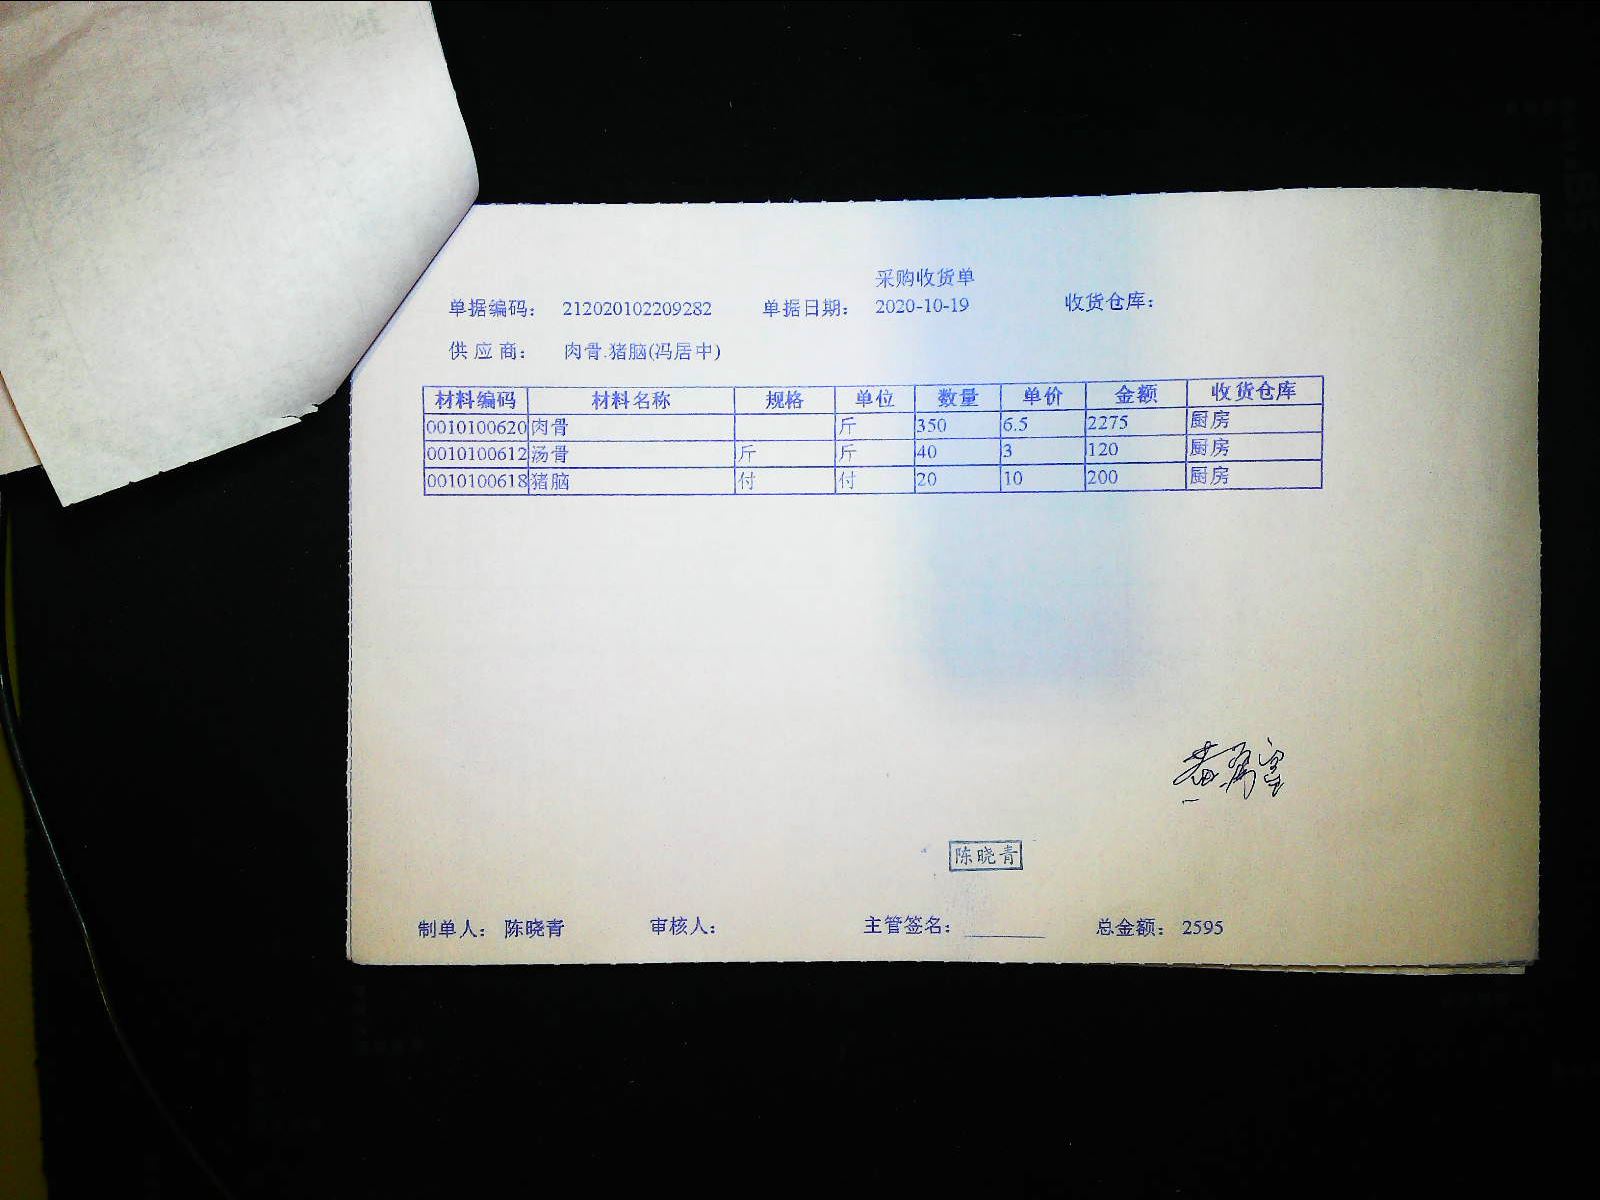 采购收货单
单据编码： 212020102209282 单据日期： 2020-10-19 收货仓库：
供 应 商： 肉骨.猪脑(冯居中)
材料编码 材料名称 规格 单位 数量 单价 金额 收货仓库
0010100620 肉骨 斤 350 6.5 2275 厨房
0010100612 汤骨 斤 斤 40 3 120 厨房
0010100618 猪脑 付 付 20 10 200 厨房
陈晓青
制单人： 陈晓青 审核人： 主管签名： 总金额： 2595